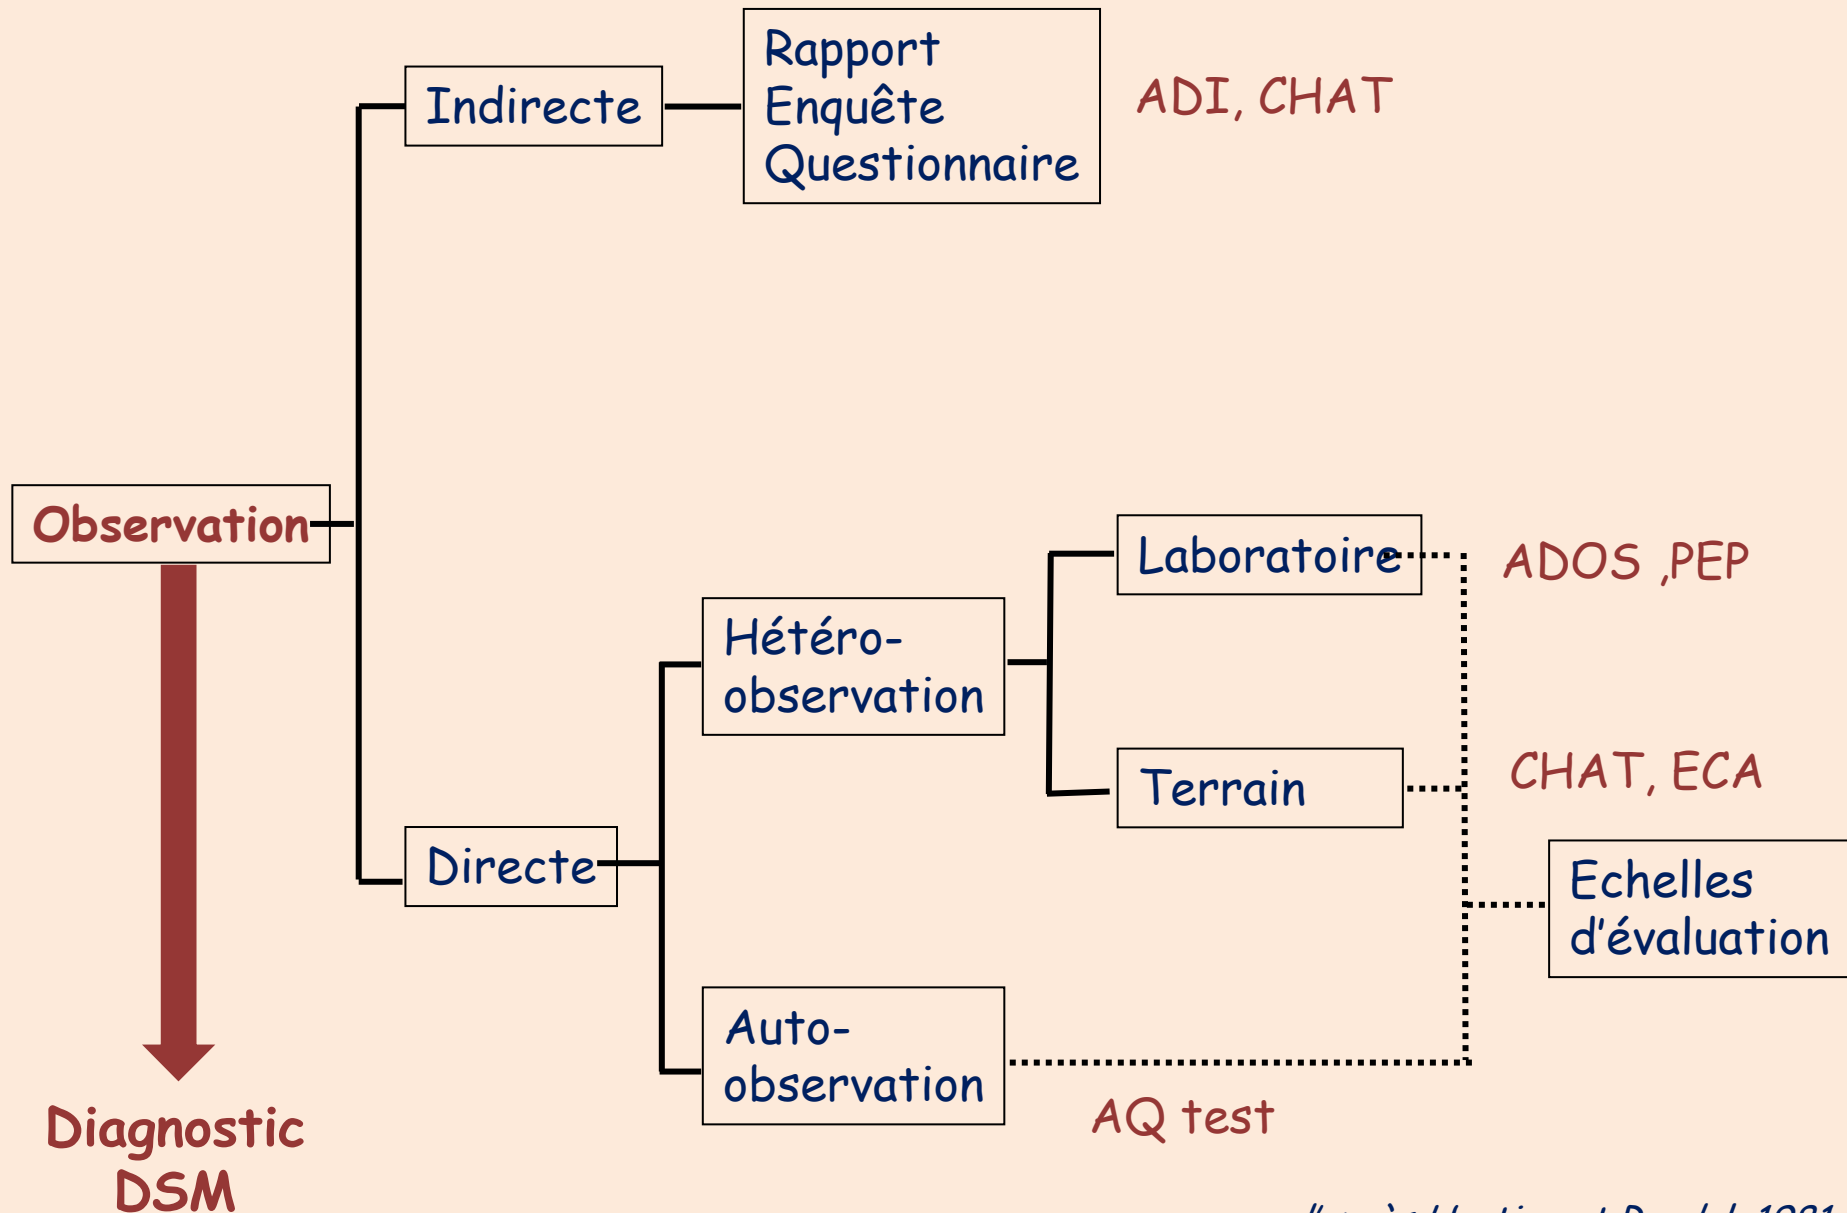 Rapport
Enquête
Questionnaire
Indirecte
ADI, CHAT
Observation
Laboratoire
ADOS ,PEP
Hétéro-
observation
Terrain
CHAT, ECA
Directe
Echelles
d'évaluation
Auto-
observation
AQ test
Diagnostic
DSM
1981